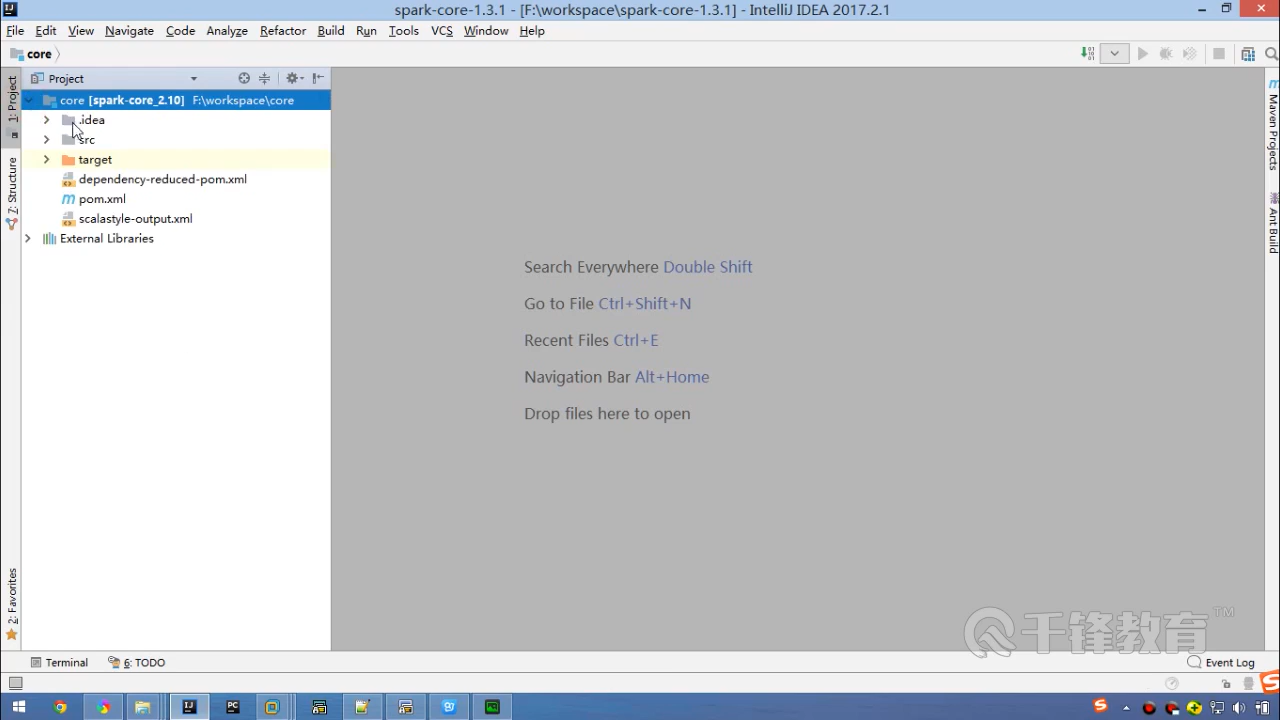 spark-core-1.3.1 - [F:\workspace\spark-core-1.3.1] - IntelliJ IDEA 2017.2.1
File Edit View Navigate Code Analyze Refactor Build Run Tools VCS Window Help
core
Project
1: Project
core [spark-core_2.10] F:\workspace\core
.idea
src
target
dependency-reduced-pom.xml
pom.xml
scalastyle-output.xml
External Libraries
7: Structure
2: Favorites
Search Everywhere Double Shift
Go to File Ctrl+Shift+N
Recent Files Ctrl+E
Navigation Bar Alt+Home
Drop files here to open
Maven Projects
Ant Build
千锋教育 TM
Terminal
6: TODO
Event Log